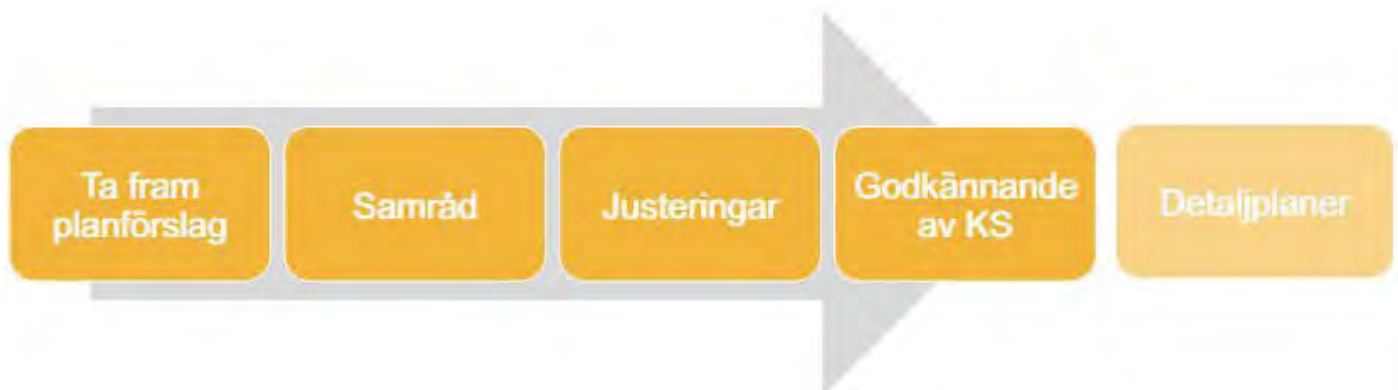 Ta fram
planförslag
Samråd
Justeringar
Godkännande
av KS
Detaljplaner